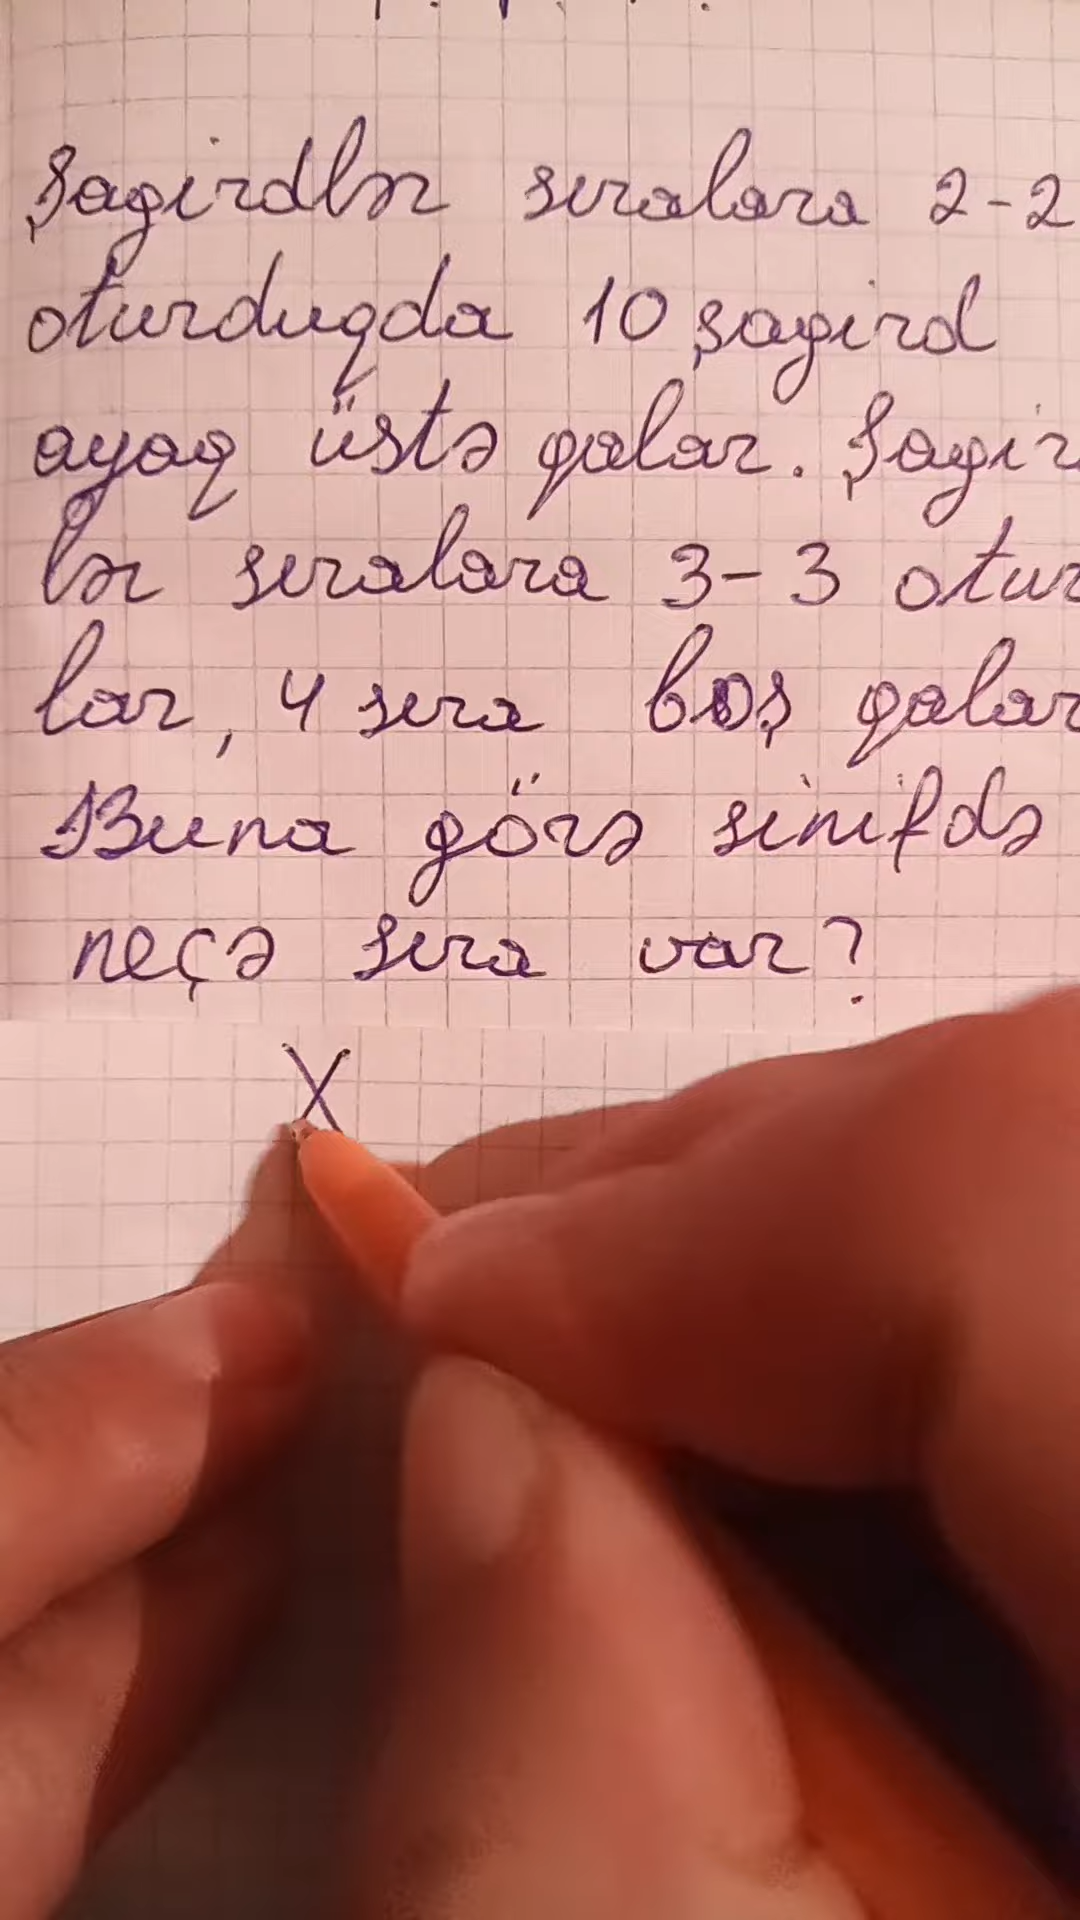 Şagirdlər sıralara 2-2
oturduqda 10 şagird
ayaq üstə qalar. Şagir
lər sıralara 3-3 otur
lar, 4 sıra boş qalar
Buna görə sinifdə
neçə sıra var?
X